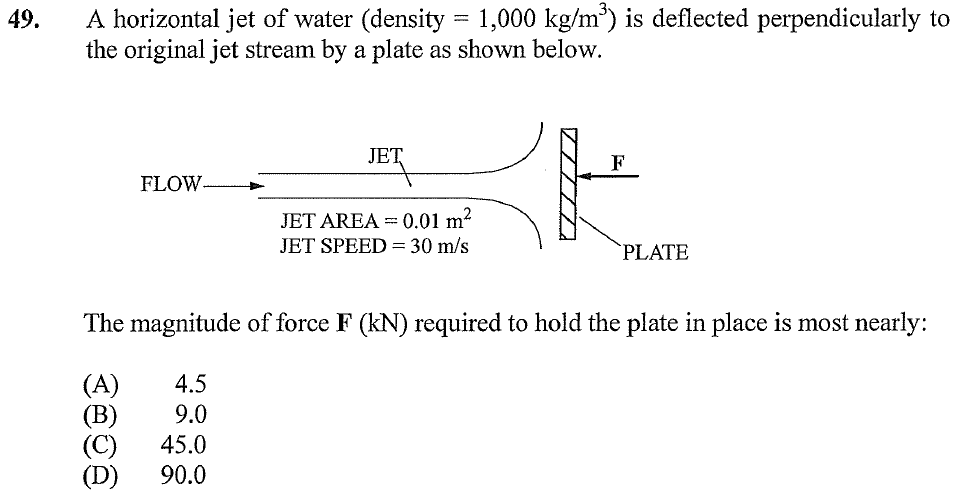 49. A horizontal jet of water (density = 1,000 kg/m³) is deflected perpendicularly to
the original jet stream by a plate as shown below.
JET
F
FLOW
JET AREA = 0.01 m²
JET SPEED = 30 m/s
PLATE
The magnitude of force F (kN) required to hold the plate in place is most nearly:
(A) 4.5
(B) 9.0
(C) 45.0
(D) 90.0